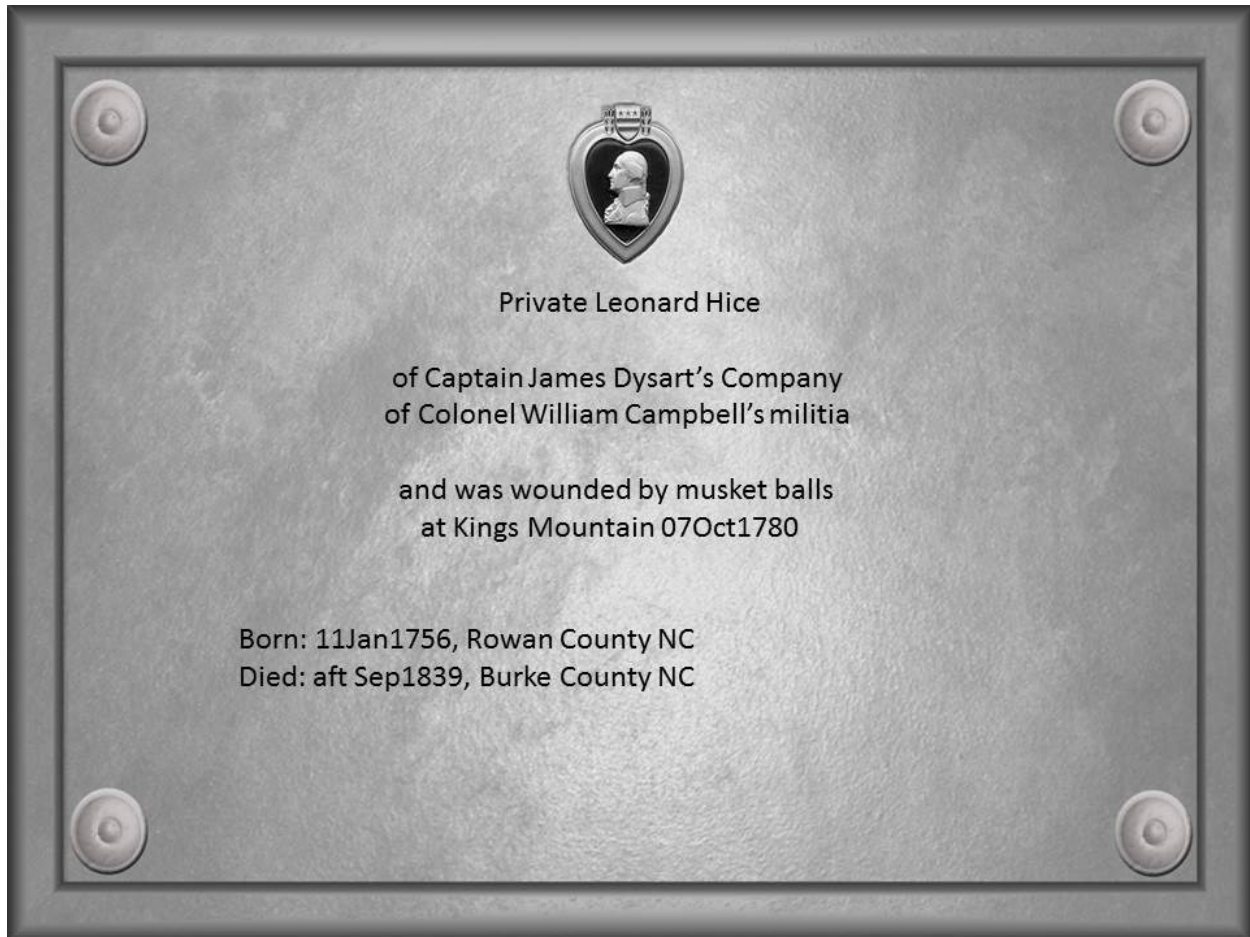 Private Leonard Hice
of Captain James Dysart's Company
of Colonel William Campbell's militia
and was wounded by musket balls
at Kings Mountain 07Oct1780
Born: 11Jan1756, Rowan County NC
Died: aft Sep1839, Burke County NC